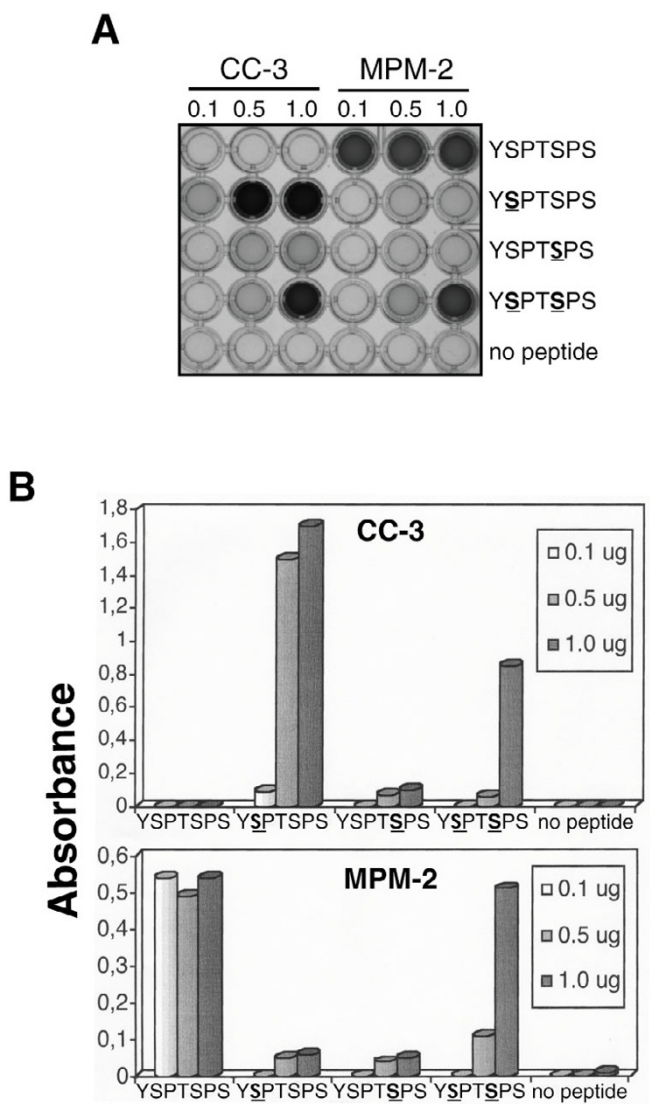 A
CC-3 MPM-2
0.1 0.5 1.0 0.1 0.5 1.0
YSPTSPS
YSPTSPS
YSPTSPS
YSPTSPS
no peptide
B
Absorbance
CC-3
1,8
1,6
1,4
1,2
1
0,8
0,6
0,4
0,2
0
0.1 ug
0.5 ug
1.0 ug
YSPTSPS YSPTSPS YSPTSPS YSPTSPS no peptide
MPM-2
0,6
0,5
0,4
0,3
0,2
0,1
0
0.1 ug
0.5 ug
1.0 ug
YSPTSPS YSPTSPS YSPTSPS YSPTSPS no peptide